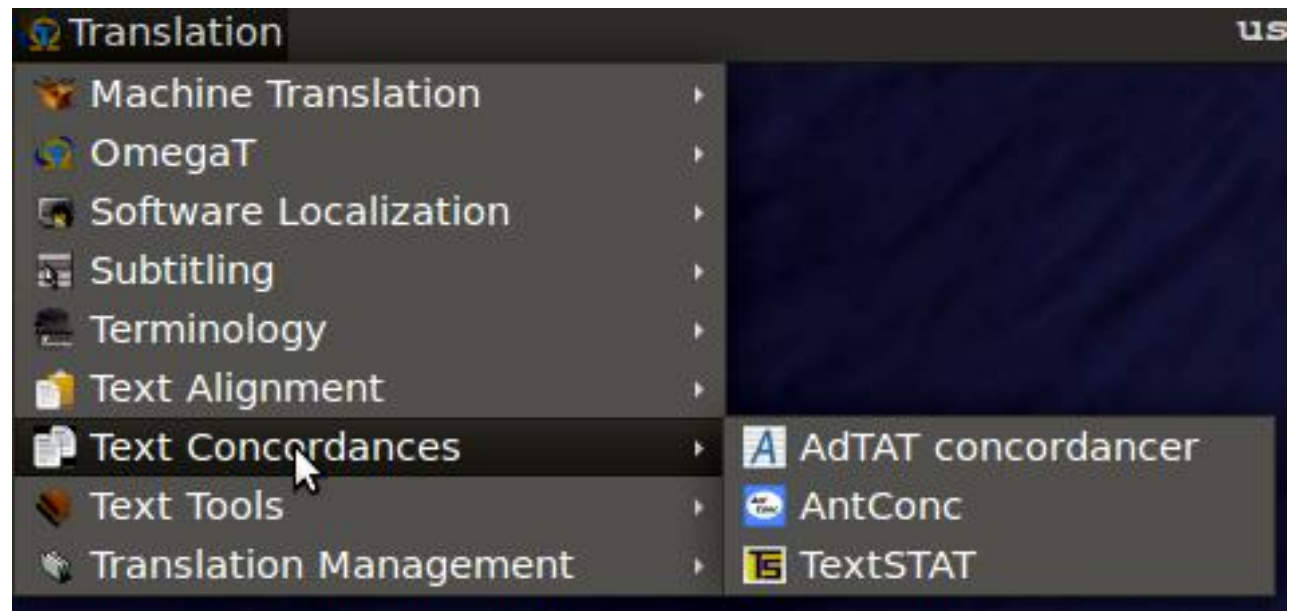 Translation
us
Machine Translation
OmegaT
Software Localization
Subtitling
Terminology
Text Alignment
Text Concordances
AdTAT concordancer
Text Tools
AntConc
Translation Management
TextSTAT